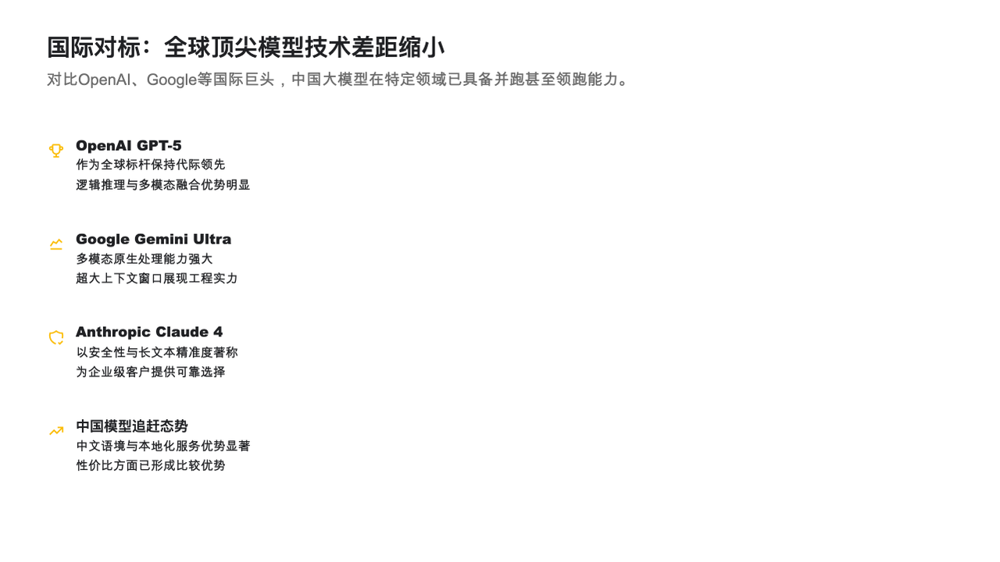 国际对标：全球顶尖模型技术差距缩小
对比OpenAI、Google等国际巨头，中国大模型在特定领域已具备并跑甚至领跑能力。
OpenAI GPT-5
作为全球标杆保持代际领先
逻辑推理与多模态融合优势明显
Google Gemini Ultra
多模态原生处理能力强大
超大上下文窗口展现工程实力
Anthropic Claude 4
以安全性与长文本精准度著称
为企业级客户提供可靠选择
中国模型追赶态势
中文语境与本地化服务优势显著
性价比方面已形成比较优势